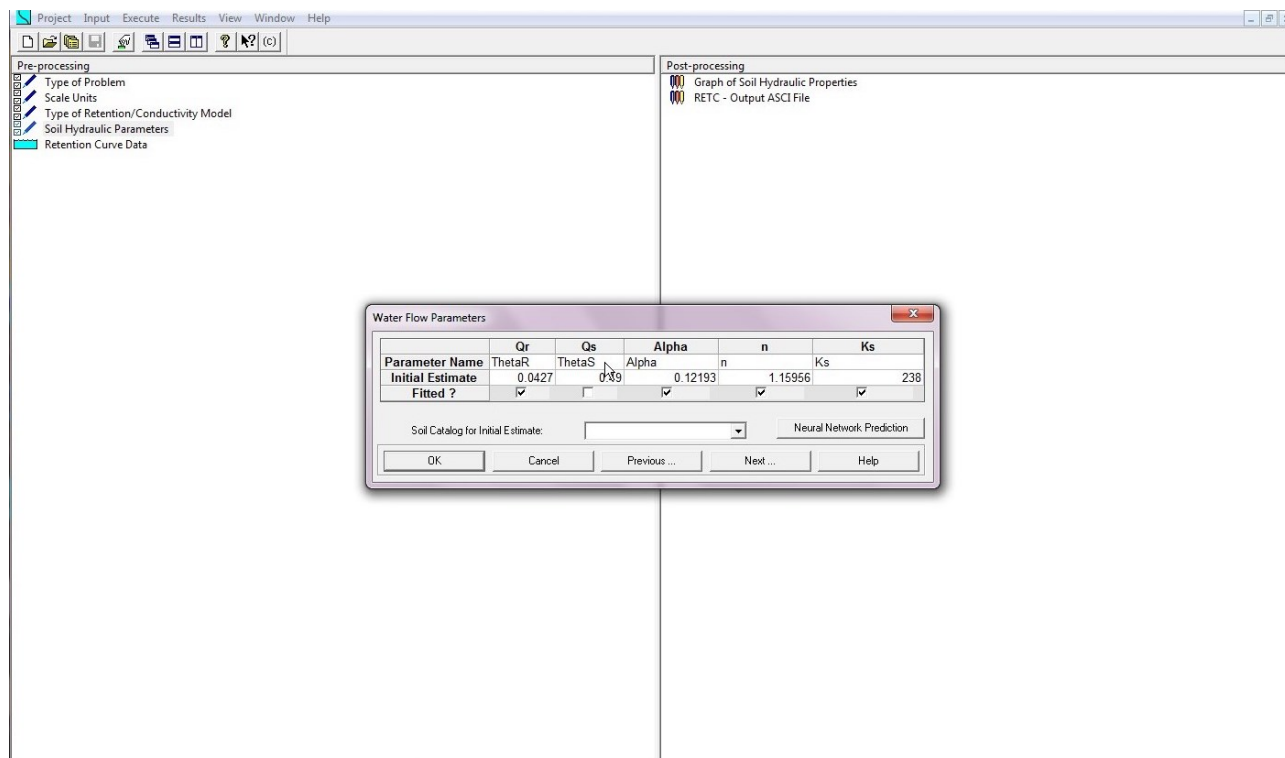 Project Input Execute Results View Window Help
Pre-processing
Type of Problem
Scale Units
Type of Retention/Conductivity Model
Soil Hydraulic Parameters
Retention Curve Data
Post-processing
Graph of Soil Hydraulic Properties
RETC - Output ASCI File
Water Flow Parameters
Qr Qs Alpha n Ks
Parameter Name ThetaR ThetaS Alpha n Ks
Initial Estimate 0.0427 0.49 0.12193 1.15956 238
Fitted ?
Soil Catalog for Initial Estimate:
Neural Network Prediction
OK Cancel Previous ... Next ... Help